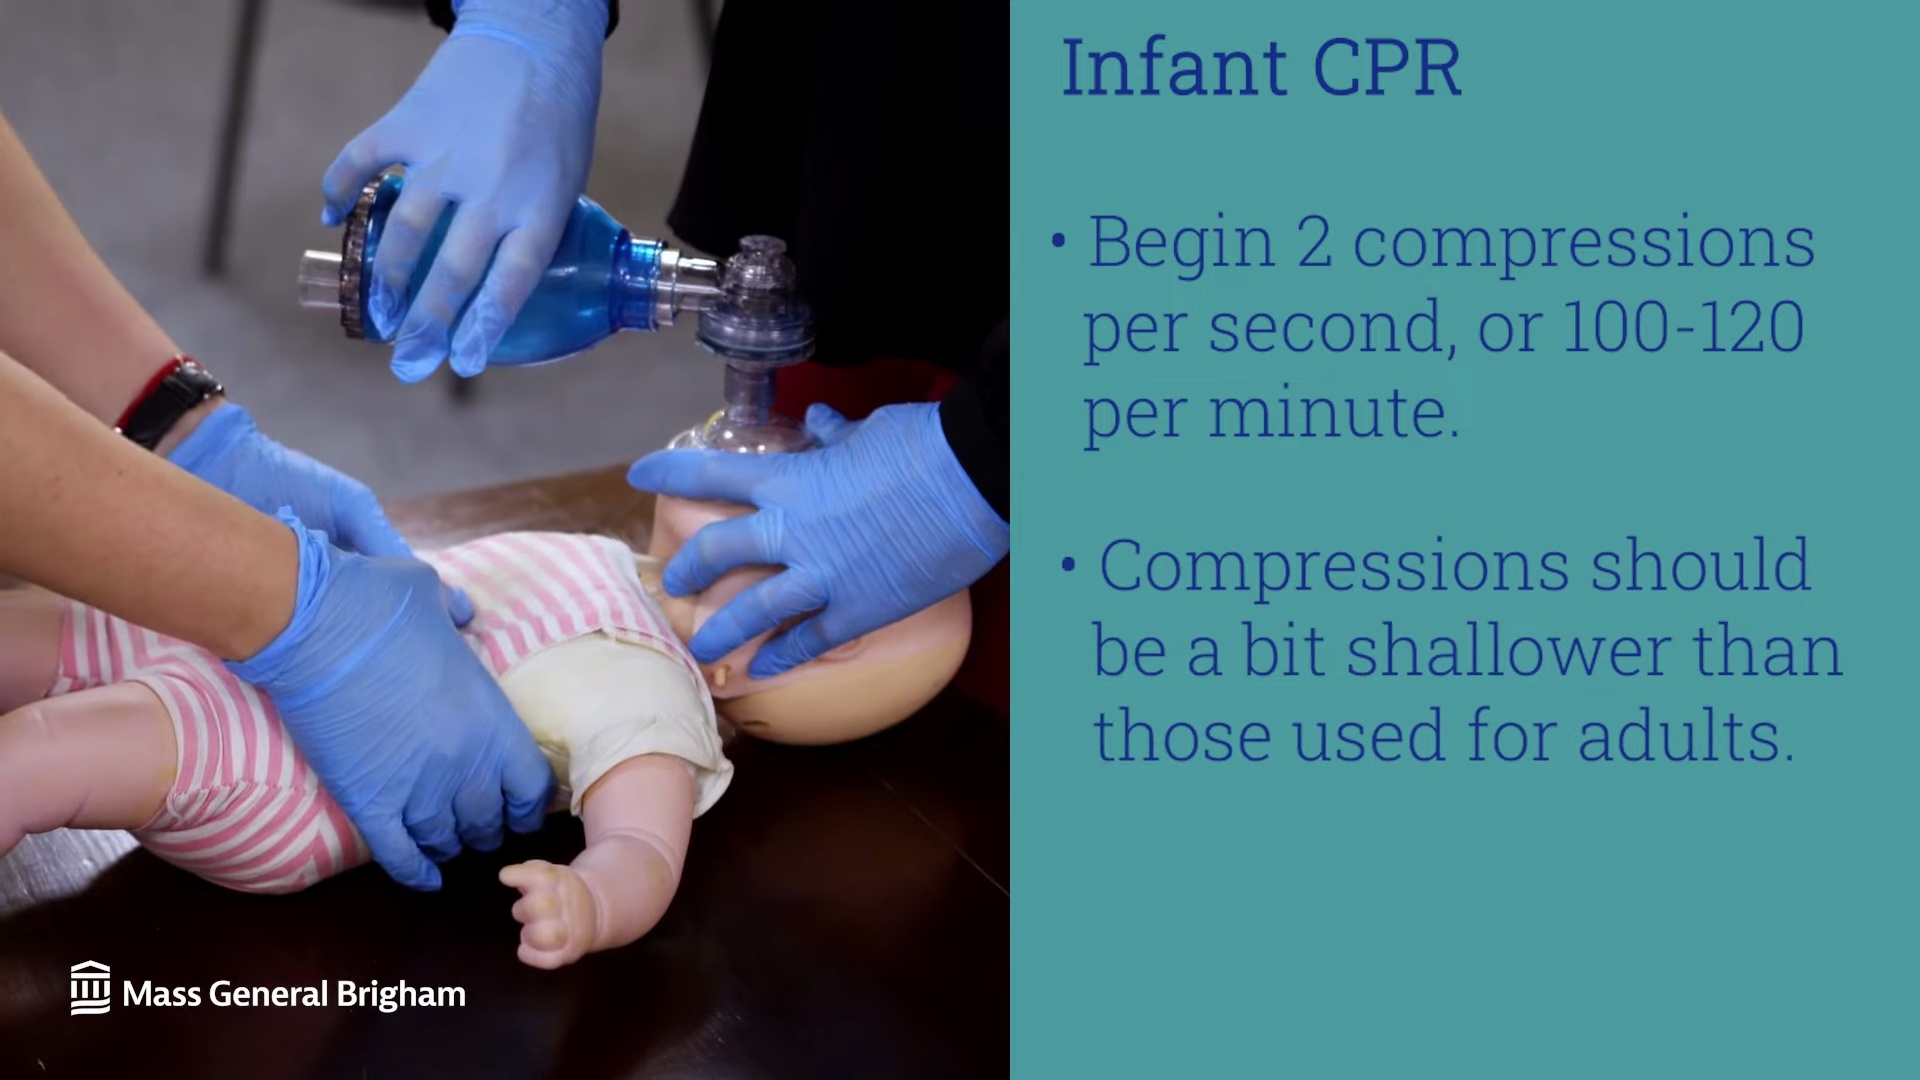 Infant CPR
• Begin 2 compressions
per second, or 100-120
per minute.
• Compressions should
be a bit shallower than
those used for adults.
Mass General Brigham